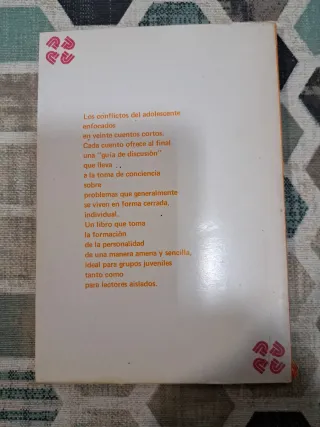 Los conflictos del adolescente
enforados
en veinte cuentos cortos.
Cada cuento ofrece al final
una "guía de discusión"
que lleva
a la toma de conciencia
sobre
problemas que generalmente
se viven en forma cerrada,
individual.
Un libro que toma
la formación
de la personalidad
de una manera amena y sencilla,
ideal para grupos juveniles
tanto como
para lectores aislados.